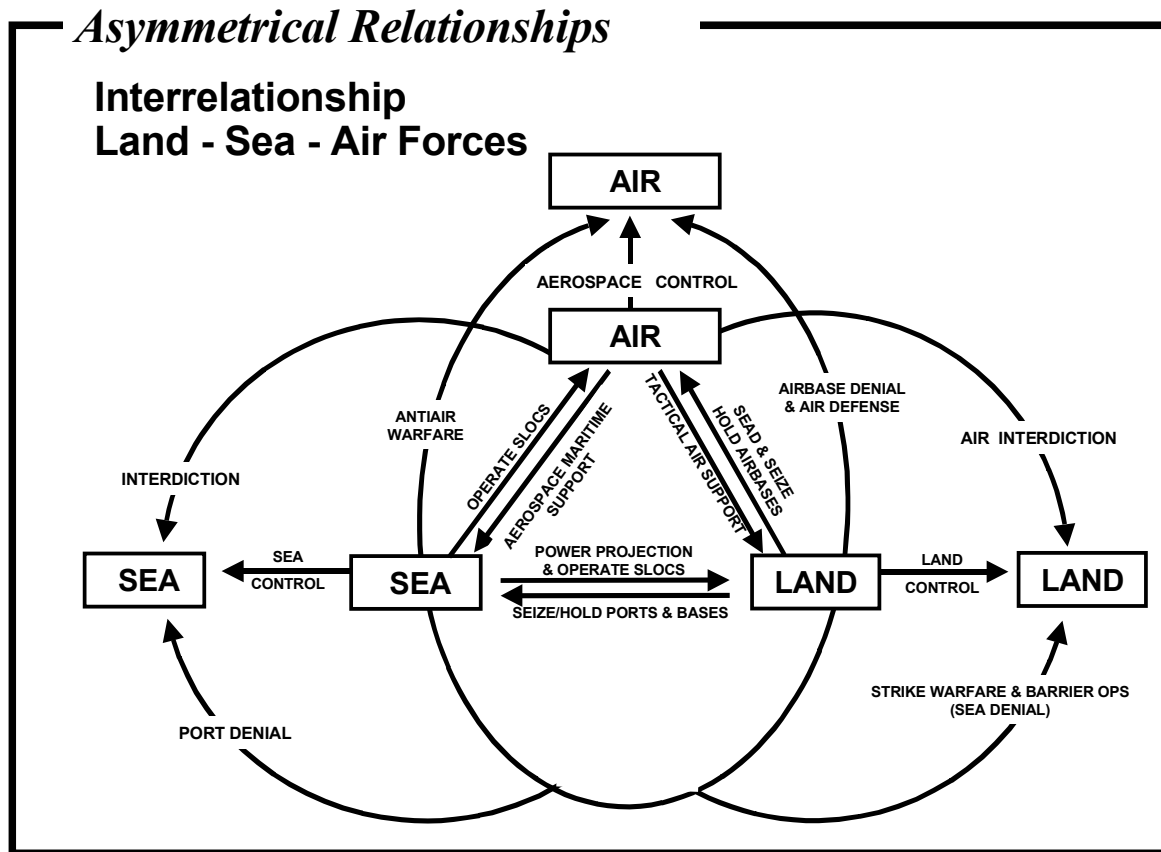 Asymmetrical Relationships
Interrelationship
Land - Sea - Air Forces
AIR
AEROSPACE CONTROL
AIR
ANTIAIR
WARFARE
AIRBASE DENIAL
& AIR DEFENSE
INTERDICTION
AIR INTERDICTION
OPERATE SLOCS
AEROSPACE MARITIME
SUPPORT
TACTICAL AIR SUPPORT
SEAD & SEIZE
HOLD AIRBASES
SEA
SEA
CONTROL
SEA
POWER PROJECTION
& OPERATE SLOCS
SEIZE/HOLD PORTS & BASES
LAND
LAND
CONTROL
LAND
PORT DENIAL
STRIKE WARFARE & BARRIER OPS
(SEA DENIAL)